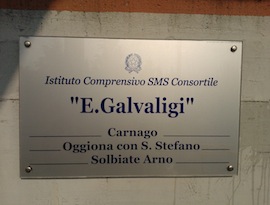 Istituto Comprensivo SMS Consortile
"E.Galvaligi"
Carnago
Oggiona con S. Stefano
Solbiate Arno